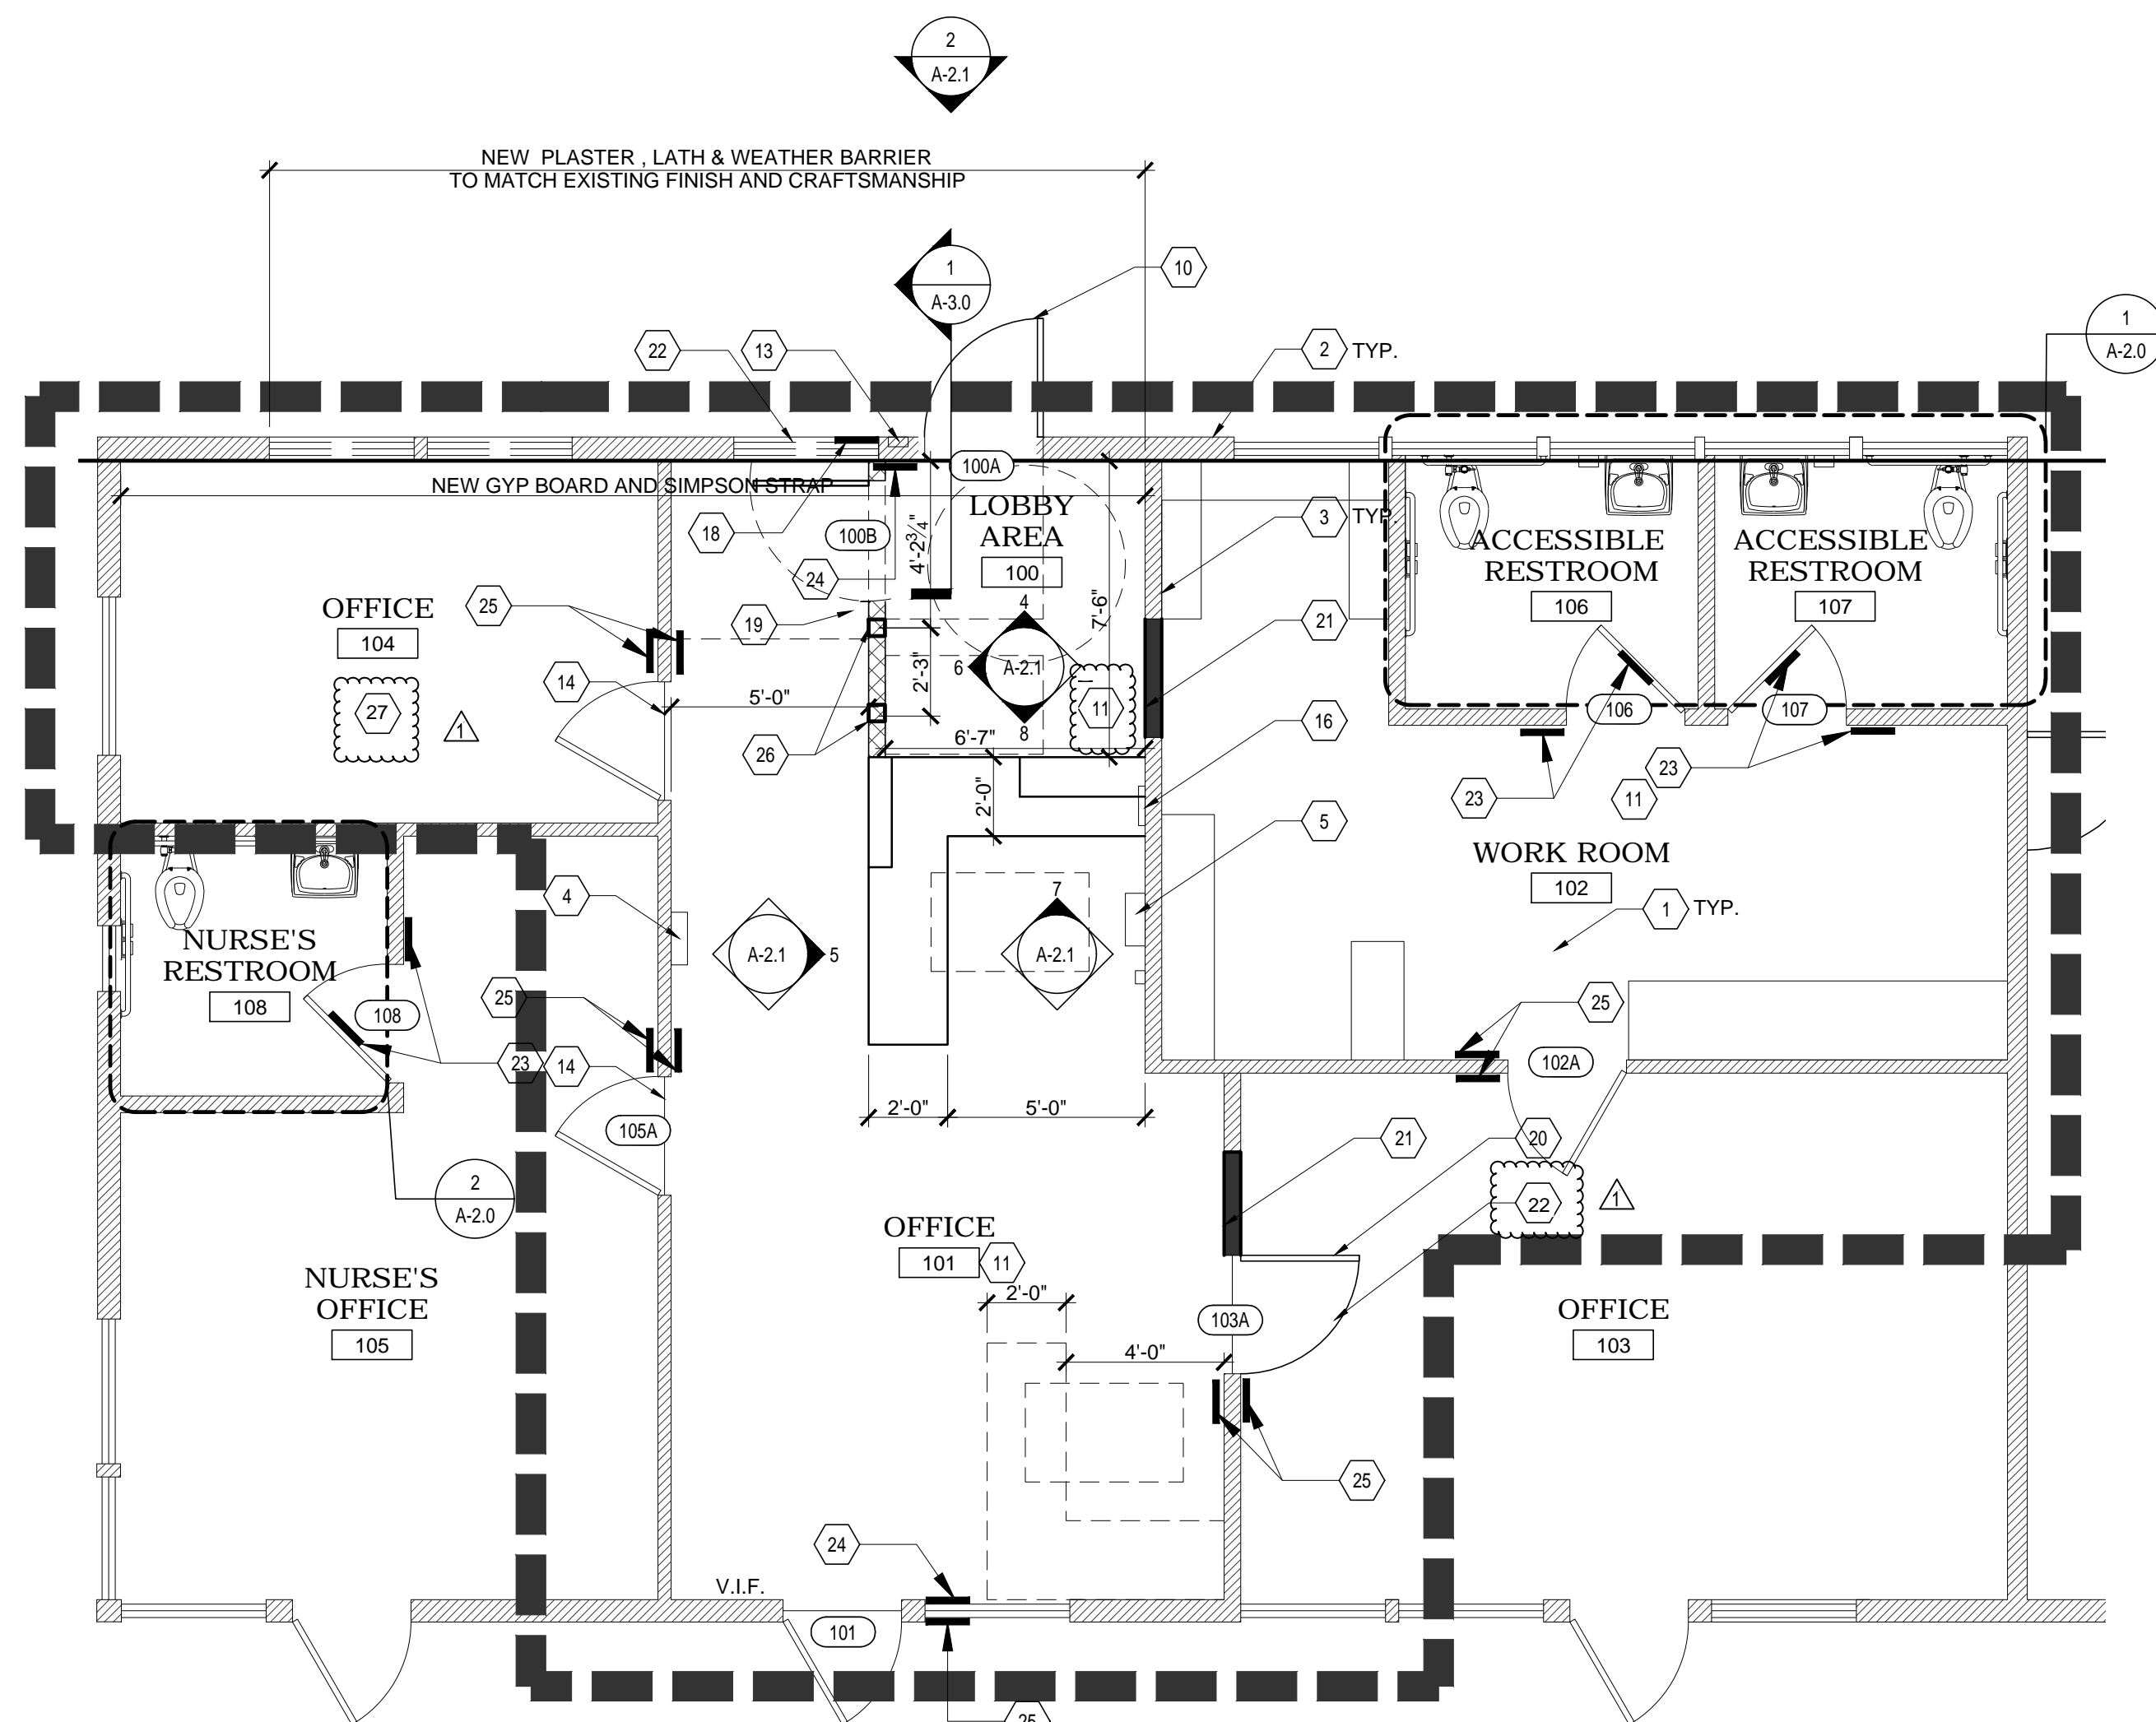 2
A-2.1
NEW PLASTER , LATH & WEATHER BARRIER
TO MATCH EXISTING FINISH AND CRAFTSMANSHIP
1
A-3.0
10
1
A-2.0
22
13
2
TYP.
100A
NEW GYP BOARD AND SIMPSON STRAP
18
100B
4'-2¾"
LOBBY
AREA
100
3
TYP.
ACCESSIBLE
RESTROOM
106
ACCESSIBLE
RESTROOM
107
24
OFFICE
104
25
19
4
7'-6"
21
6
A-2.1
2'-3"
14
5'-0"
27
1
11
8
16
106
107
26
6'-7"
23
23
11
2'-0"
5
WORK ROOM
102
4
7
1
TYP.
A-2.1
5
A-2.1
NURSE'S
RESTROOM
108
108
25
25
23
14
102A
2'-0"
5'-0"
105A
21
20
2
A-2.0
22
1
OFFICE
101
11
NURSE'S
OFFICE
105
2'-0"
103A
OFFICE
103
4'-0"
25
24
V.I.F.
101
25